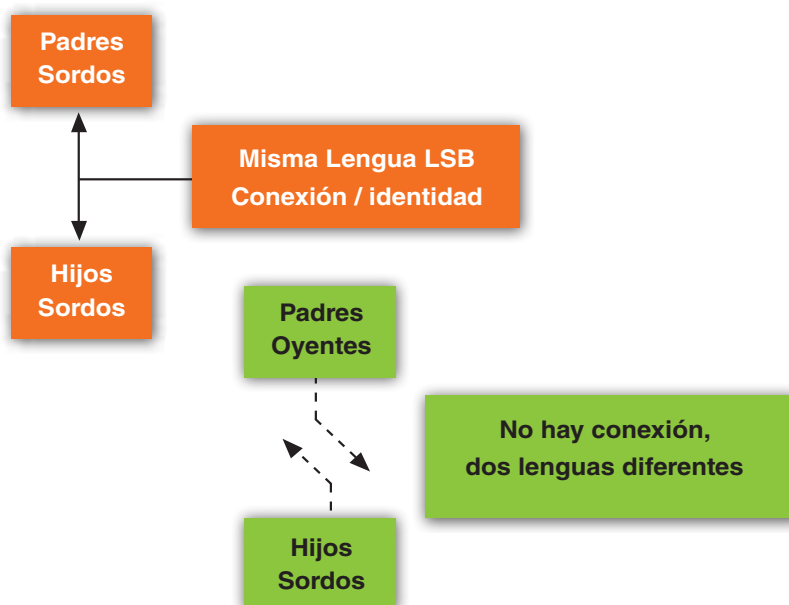 Padres
Sordos
Misma Lengua LSB
Conexión / identidad
Hijos
Sordos
Padres
Oyentes
No hay conexión,
dos lenguas diferentes
Hijos
Sordos